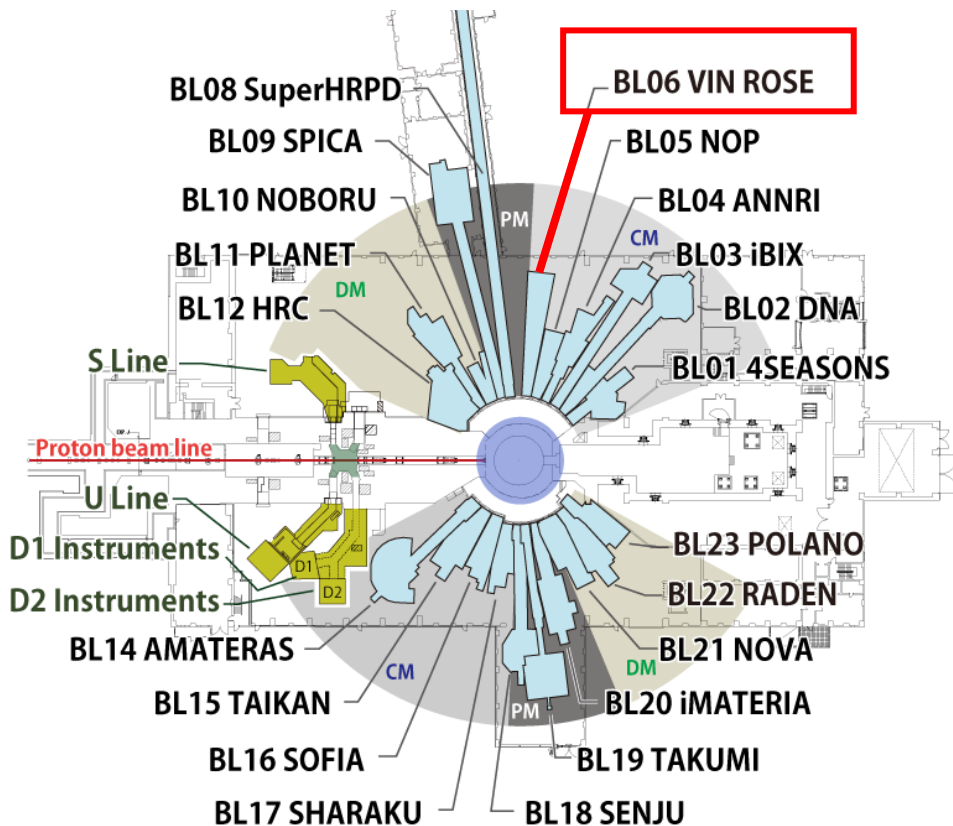 BL08 SuperHRPD
BL06 VIN ROSE
BL09 SPICA
BL05 NOP
BL10 NOBORU
PM
BL04 ANNRI
CM
BL11 PLANET
BL03 iBIX
DM
BL12 HRC
BL02 DNA
S Line
BL01 4SEASONS
Proton beam line
U Line
D1 Instruments
D1
BL23 POLANO
D2 Instruments
D2
BL22 RADEN
BL14 AMATERAS
CM
DM
BL21 NOVA
BL15 TAIKAN
PM
BL20 iMATERIA
BL16 SOFIA
BL19 TAKUMI
BL17 SHARAKU
BL18 SENJU